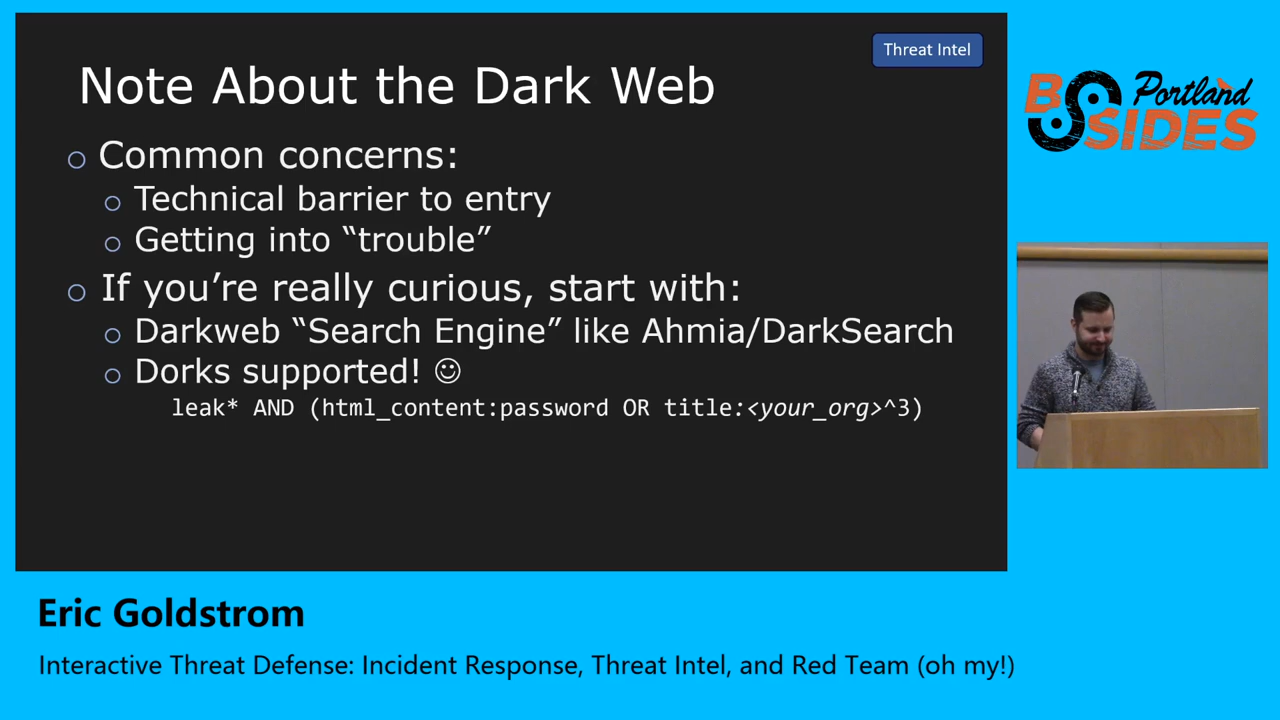 Threat Intel
Note About the Dark Web
Common concerns:
Technical barrier to entry
Getting into “trouble”
If you’re really curious, start with:
Darkweb “Search Engine” like Ahmia/DarkSearch
Dorks supported! ☺
leak* AND (html_content:password OR title:<your_org>^3)
BSIDES
Portland
Eric Goldstrom
Interactive Threat Defense: Incident Response, Threat Intel, and Red Team (oh my!)